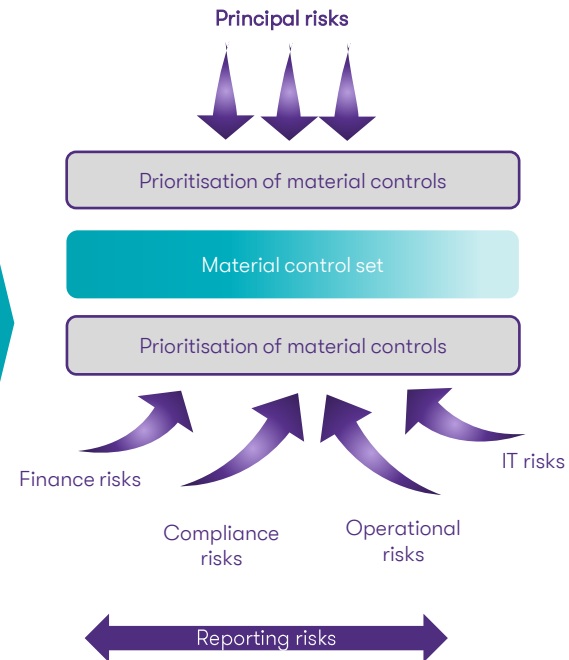 Principal risks
Prioritisation of material controls
Material control set
Prioritisation of material controls
Finance risks
IT risks
Compliance
risks
Operational
risks
Reporting risks